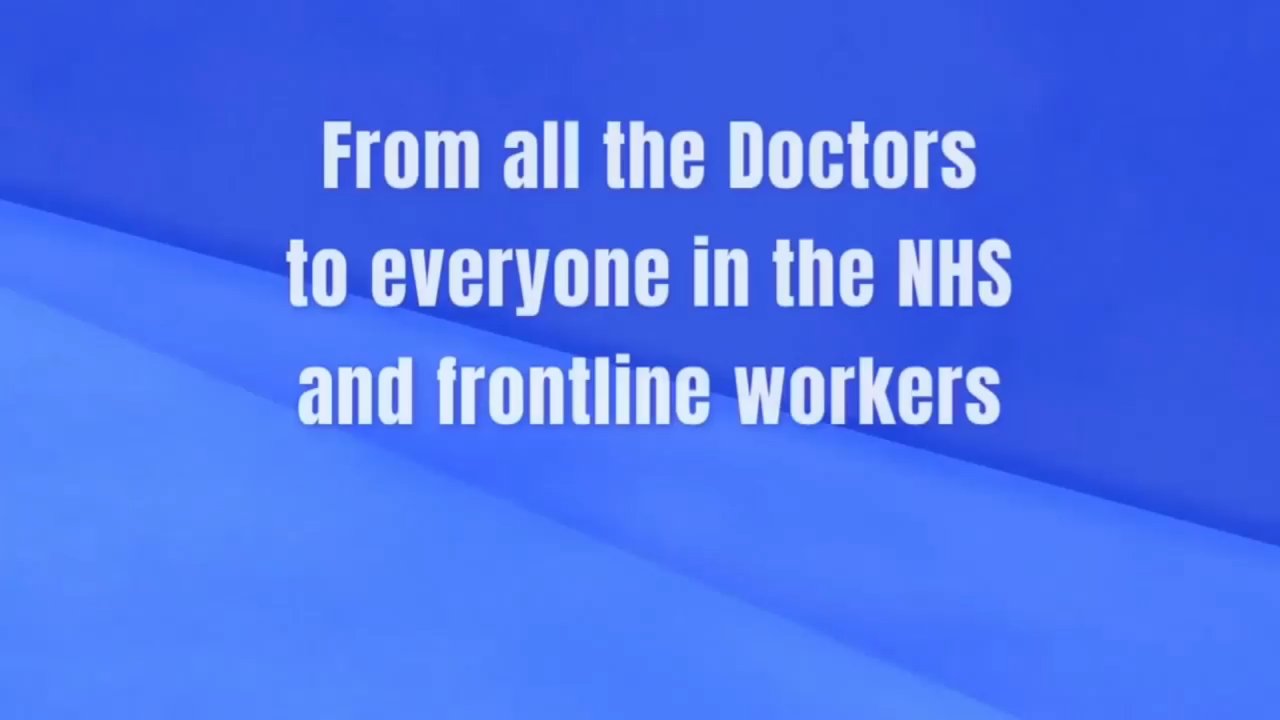 From all the Doctors
to everyone in the NHS
and frontline workers